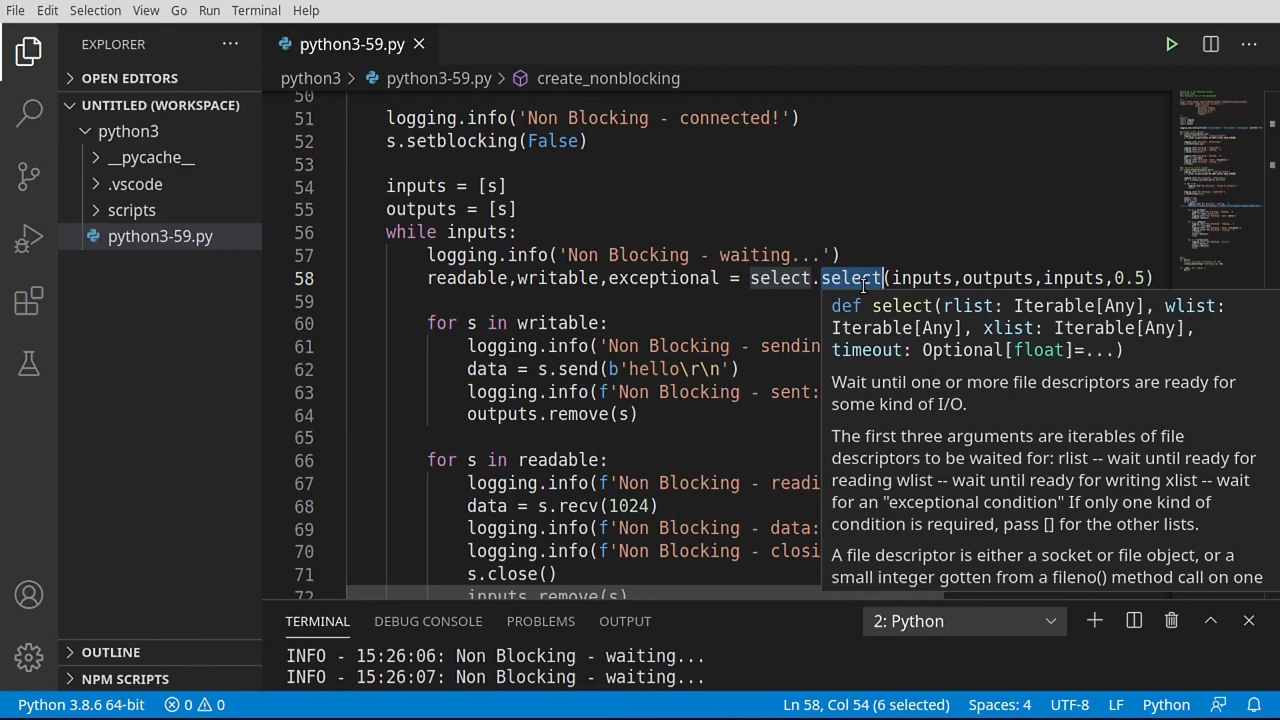 File Edit Selection View Go Run Terminal Help
EXPLORER ···
python3-59.py
OPEN EDITORS
python3 > python3-59.py > create_nonblocking
UNTITLED (WORKSPACE)
python3
__pycache__
.vscode
scripts
python3-59.py
50
51 logging.info('Non Blocking - connected!')
52 s.setblocking(False)
53
54 inputs = [s]
55 outputs = [s]
56 while inputs:
57 logging.info('Non Blocking - waiting...')
58 readable,writable,exceptional = select.select(inputs,outputs,inputs,0.5)
59
60 for s in writable:
61 logging.info('Non Blocking - sendin
62 data = s.send(b'hello\r\n')
63 logging.info(f'Non Blocking - sent:
64 outputs.remove(s)
65
66 for s in readable:
67 logging.info(f'Non Blocking - readi
68 data = s.recv(1024)
69 logging.info(f'Non Blocking - data:
70 logging.info(f'Non Blocking - closi
71 s.close()
72 inputs.remove(s)
def select(rlist: Iterable[Any], wlist:
Iterable[Any], xlist: Iterable[Any],
timeout: Optional[float]=...)
Wait until one or more file descriptors are ready for
some kind of I/O.
The first three arguments are iterables of file
descriptors to be waited for: rlist -- wait until ready for
reading wlist -- wait until ready for writing xlist -- wait
for an "exceptional condition" If only one kind of
condition is required, pass [] for the other lists.
A file descriptor is either a socket or file object, or a
small integer gotten from a fileno() method call on one
TERMINAL DEBUG CONSOLE PROBLEMS OUTPUT 2: Python
INFO - 15:26:06: Non Blocking - waiting...
INFO - 15:26:07: Non Blocking - waiting...
OUTLINE
NPM SCRIPTS
Python 3.8.6 64-bit 0 0 Ln 58, Col 54 (6 selected) Spaces: 4 UTF-8 LF Python